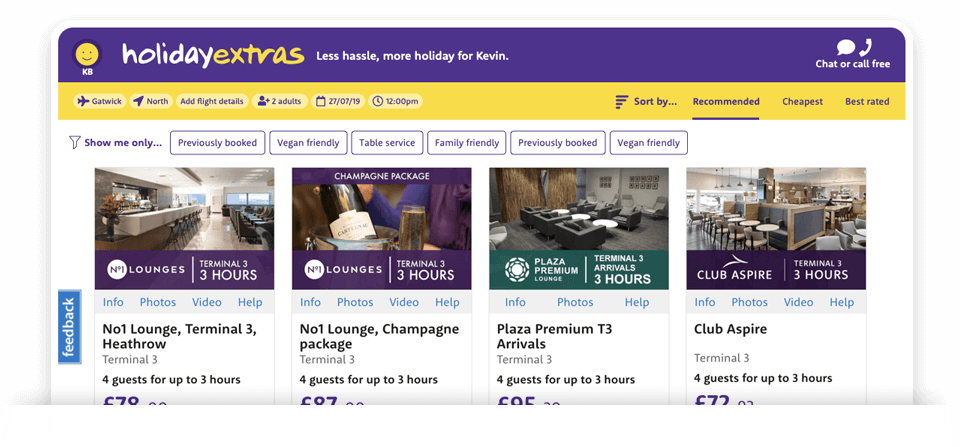 KB
holidayextras
Less hassle, more holiday for Kevin.
Chat or call free
Gatwick
North
Add flight details
2 adults
27/07/19
12:00pm
Sort by...
Recommended
Cheapest
Best rated
Show me only...
Previously booked
Vegan friendly
Table service
Family friendly
Previously booked
Vegan friendly
Nº1 LOUNGES
TERMINAL 3
3 HOURS
Info Photos Video Help
No1 Lounge, Terminal 3,
Heathrow
Terminal 3
4 guests for up to 3 hours
CHAMPAGNE PACKAGE
Nº1 LOUNGES
TERMINAL 3
3 HOURS
Info Photos Video Help
No1 Lounge, Champagne
package
Terminal 3
4 guests for up to 3 hours
PLAZA
PREMIUM
LOUNGE
TERMINAL 3
ARRIVALS
3 HOURS
Info Photos Help
Plaza Premium T3
Arrivals
Terminal 3
4 guests for up to 3 hours
CLUB ASPIRE
TERMINAL 3
3 HOURS
Info Photos Video Help
Club Aspire
Terminal 3
4 guests for up to 3 hours
feedback